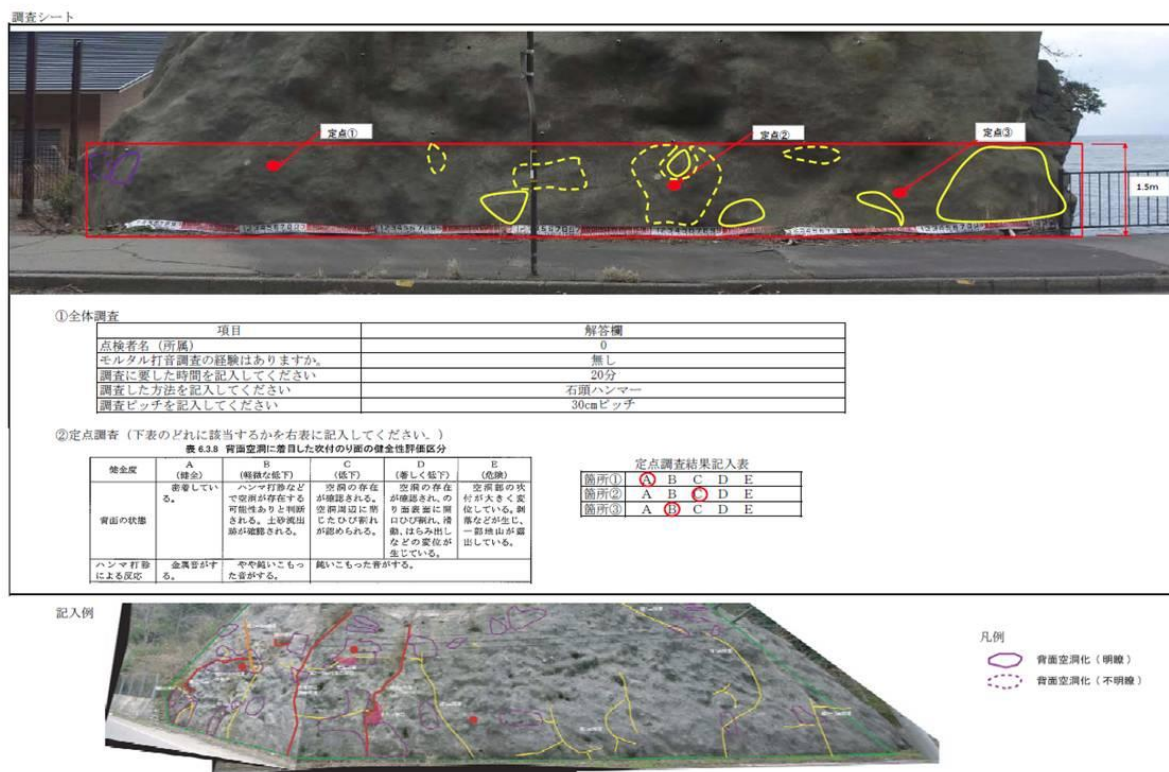 調査シート
定点①
定点②
定点③
1.5m
①全体調査
項目 解答欄
点検者名（所属） 0
モルタル打音調査の経験はありますか。 無し
調査に要した時間を記入してください 20分
調査した方法を記入してください 石頭ハンマー
調査ピッチを記入してください 30cmピッチ
②定点調査（下表のどれに該当するかを右表に記入してください。）
表 6.3.8 背面空洞に着目した吹付のり面の健全性評価区分
健全度
A
(健全)
B
(軽微な低下)
C
(低下)
D
(著しく低下)
E
(危険)
背面の状態
密着してい
る。
ハンマ打診など
で空洞が存在する
可能性ありと判断
される。土砂流出
跡が確認される。
空洞の存在
が確認される。
空洞周辺に閉
じたひび割れ
が認められる。
空洞の存在
が確認され、の
り面表面に開
口ひび割れ、滑
動、はらみ出し
などの変位が
生じている。
空洞部の吹
付が大きく変
位している。剥
落などが生じ、
一部地山が露
出している。
ハンマ打診
による反応
金属音がす
る。
やや鈍いこもっ
た音がする。
鈍いこもった音がする。
定点調査結果記入表
箇所① A B C D E
箇所② A B C D E
箇所③ A B C D E
記入例
凡例
背面空洞化（明瞭）
背面空洞化（不明瞭）